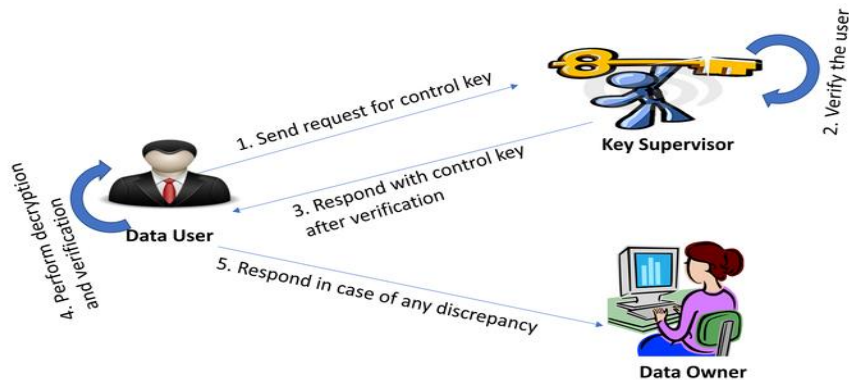 1. Send request for control key
2. Verify the user
Key Supervisor
3. Respond with control key
after verification
Data User
4. Perform decryption
and verification
5. Respond in case of any discrepancy
Data Owner